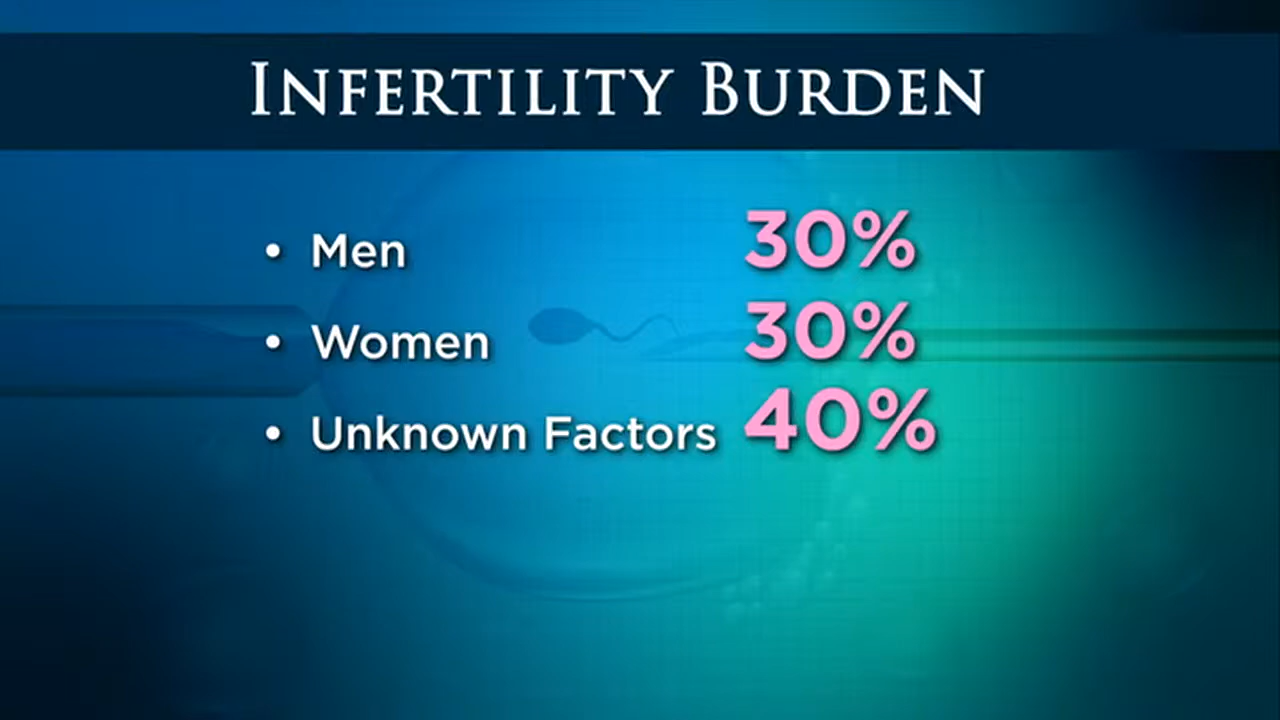 Infertility Burden
• Men 30%
• Women 30%
• Unknown Factors 40%